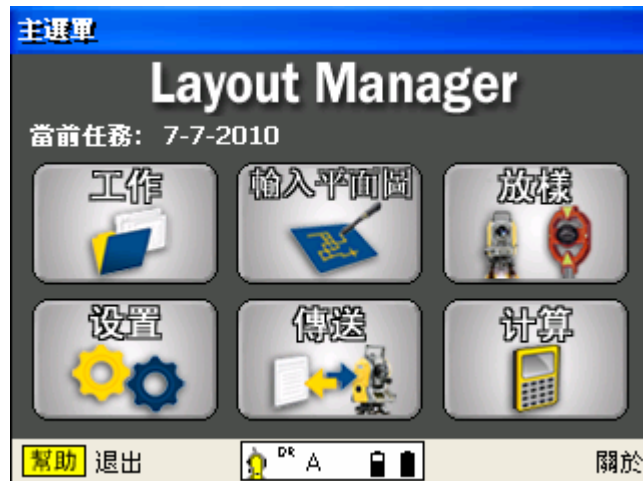 主選單
Layout Manager
當前任務: 7-7-2010
工作 輸入平面圖 放樣
设置 傳送 计算
幫助 退出 DR A 關於